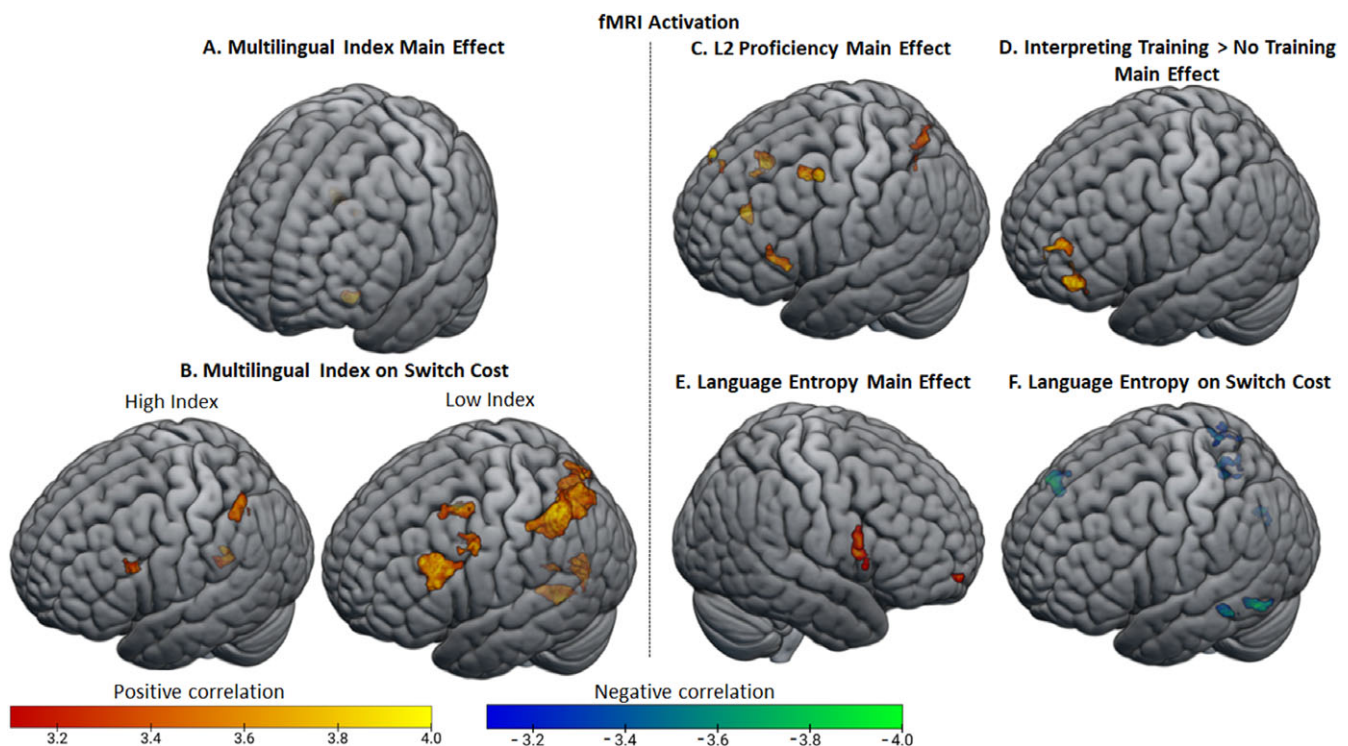 fMRI Activation
A. Multilingual Index Main Effect
B. Multilingual Index on Switch Cost
High Index
Low Index
C. L2 Proficiency Main Effect
D. Interpreting Training > No Training
Main Effect
E. Language Entropy Main Effect
F. Language Entropy on Switch Cost
Positive correlation
3.2 3.4 3.6 3.8 4.0
Negative correlation
-3.2 -3.4 -3.6 -3.8 -4.0